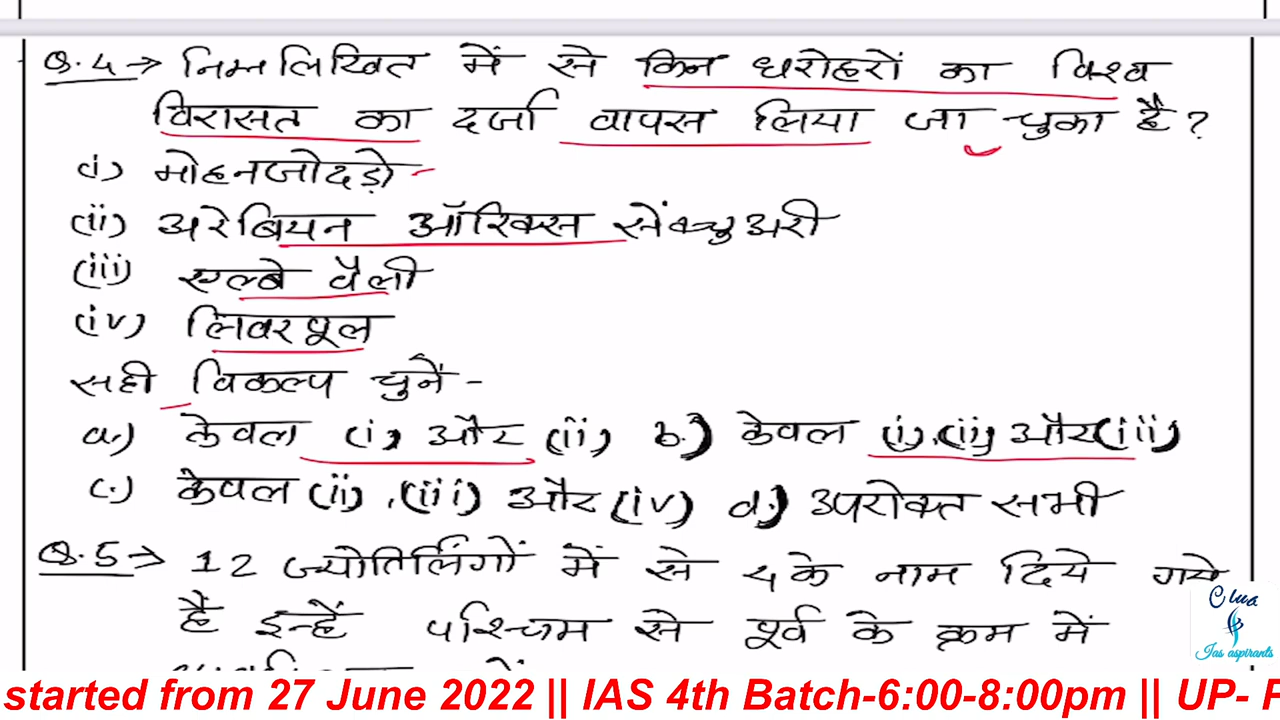 Q.4→ निम्नलिखित में से किन धरोहरों का विश्व
विरासत का दर्जा वापस लिया जा चुका है?
(i) मोहनजोदड़ो
(ii) अरेबियन ऑरिक्स सेंक्चुअरी
(iii) एल्बे वैली
(iv) लिवरपूल
सही विकल्प चुनें -
a.) केवल (i) और (ii) b.) केवल (i), (ii) और (iii)
c.) केवल (ii), (iii) और (iv) d.) उपरोक्त सभी
Q.5→ 12 ज्योतिर्लिंगों में से 4 के नाम दिये गये
है इन्हें पश्चिम से पूर्व के क्रम में
Clua
Ias aspirants
started from 27 June 2022 || IAS 4th Batch-6:00-8:00pm || UP-